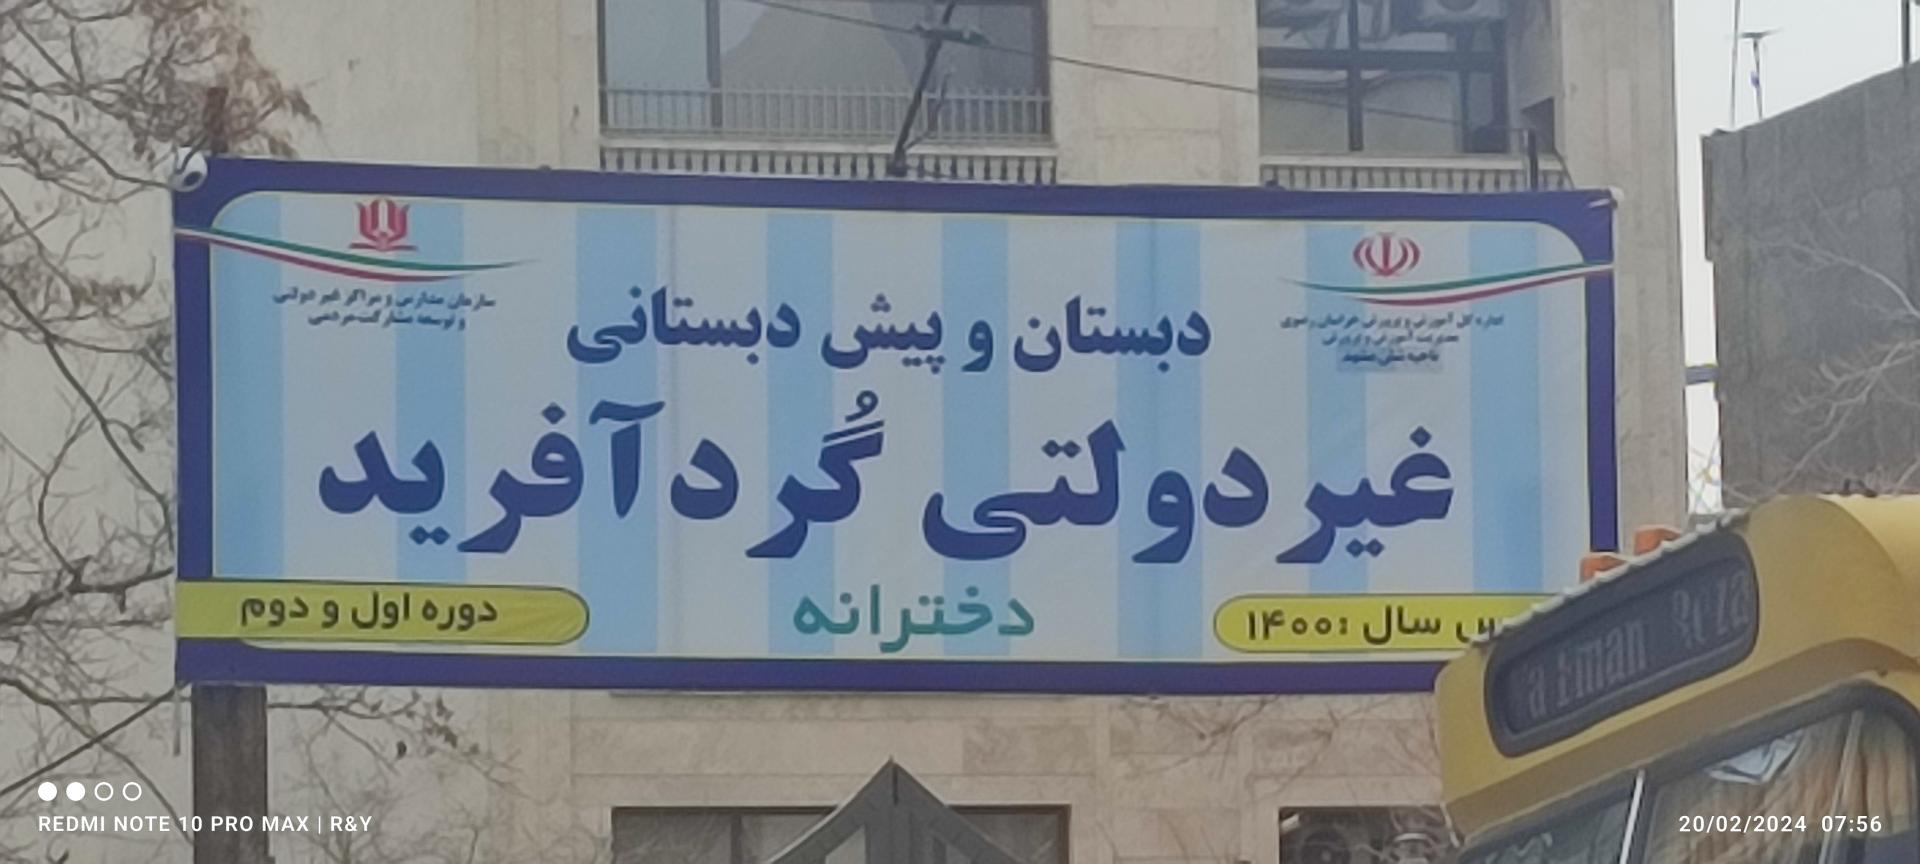 اداره کل آموزش و پرورش خراسان رضوی
مدیریت آموزش و پرورش
ناحیه شش مشهد
سازمان مدارس و مراکز غیر دولتی
و توسعه مشارکت مردمی
دبستان و پیش دبستانی
غیردولتی گُردآفرید
دخترانه
س سال :۱۴۰۰
دوره اول و دوم
a Eman Reza
REDMI NOTE 10 PRO MAX | R&Y
20/02/2024 07:56